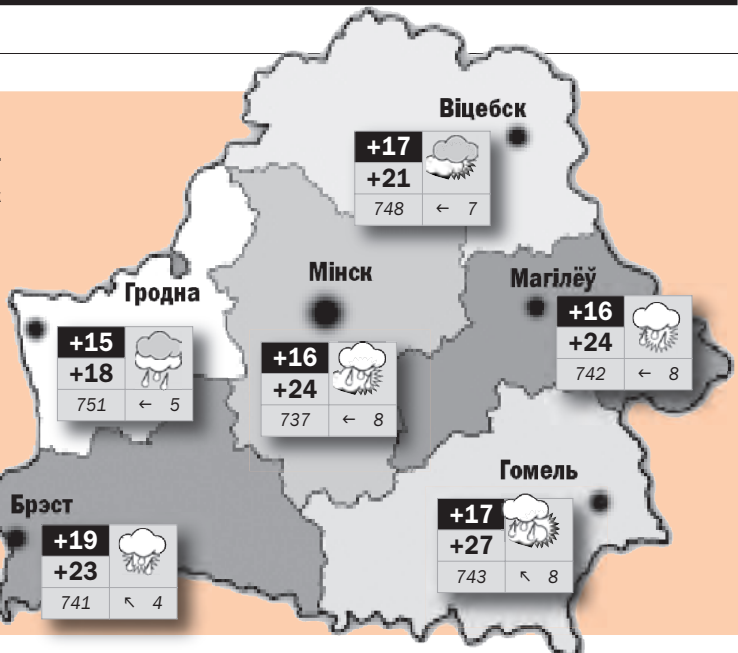 Віцебск
+17
+21
748 ← 7
Мінск
+16
+24
737 ← 8
Магілёў
+16
+24
742 ← 8
Гродна
+15
+18
751 ← 5
Гомель
+17
+27
743 ↖ 8
Брэст
+19
+23
741 ↖ 4